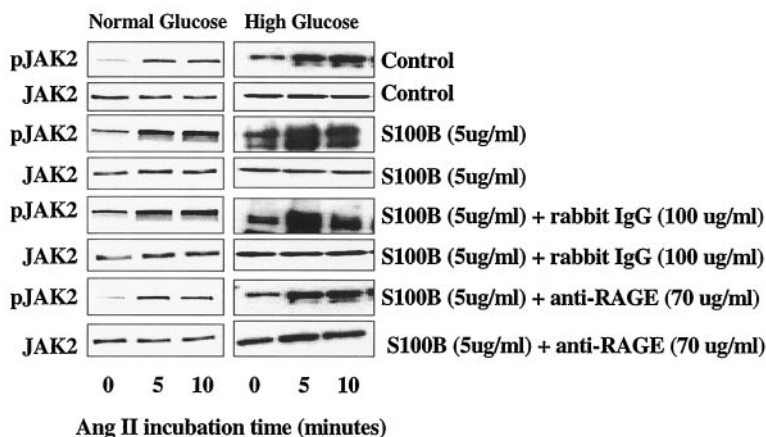 Normal Glucose High Glucose
pJAK2 Control
JAK2 Control
pJAK2 S100B (5ug/ml)
JAK2 S100B (5ug/ml)
pJAK2 S100B (5ug/ml) + rabbit IgG (100 ug/ml)
JAK2 S100B (5ug/ml) + rabbit IgG (100 ug/ml)
pJAK2 S100B (5ug/ml) + anti-RAGE (70 ug/ml)
JAK2 S100B (5ug/ml) + anti-RAGE (70 ug/ml)
0 5 10 0 5 10
Ang II incubation time (minutes)